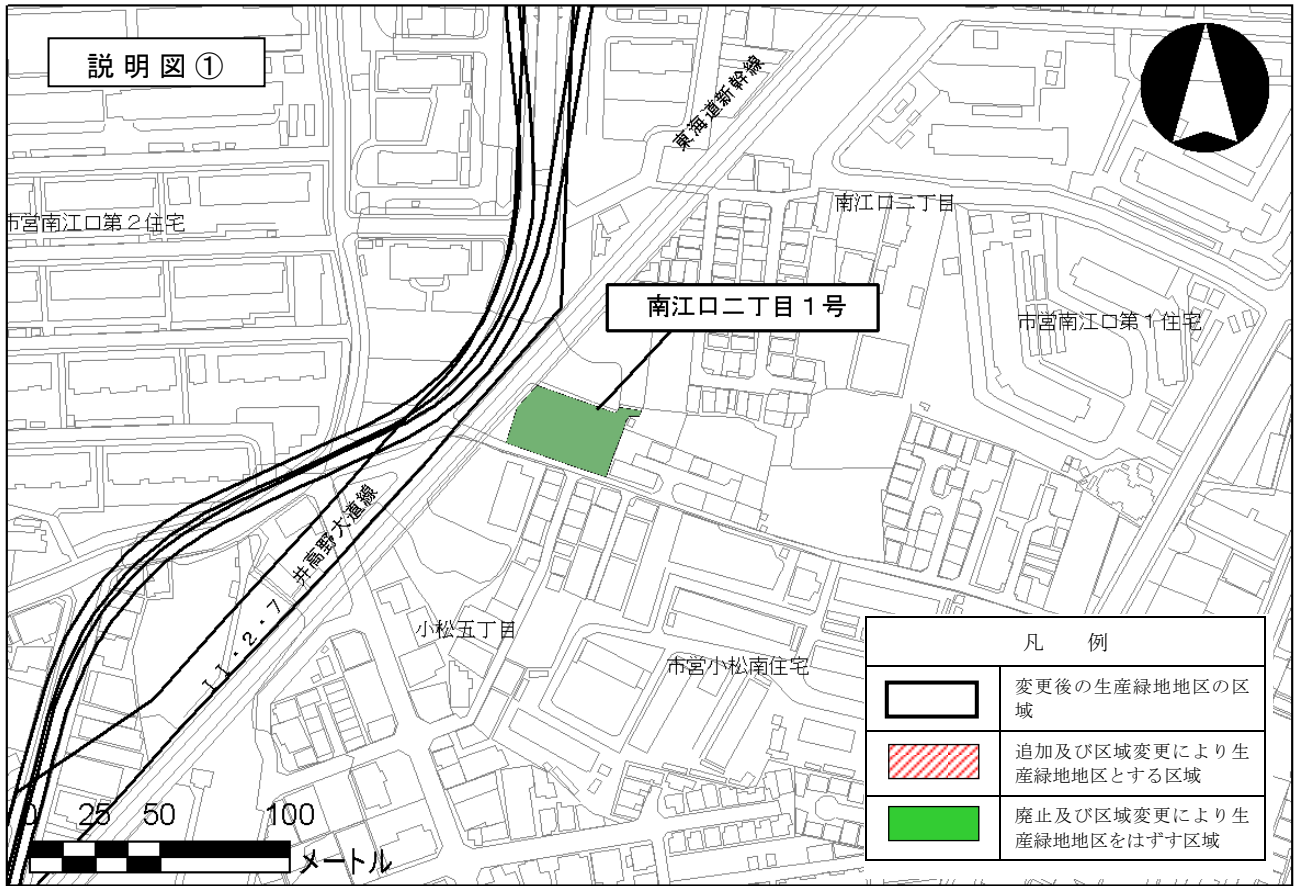 説明図①
東海道新幹線
南江口二丁目
市営南江口第2住宅
南江口二丁目1号
市営南江口第1住宅
11・2・7 井高野大道線
小松五丁目
市営小松南住宅
凡 例
変更後の生産緑地地区の区
域
追加及び区域変更により生
産緑地地区とする区域
廃止及び区域変更により生
産緑地地区をはずす区域
0 25 50 100
メートル